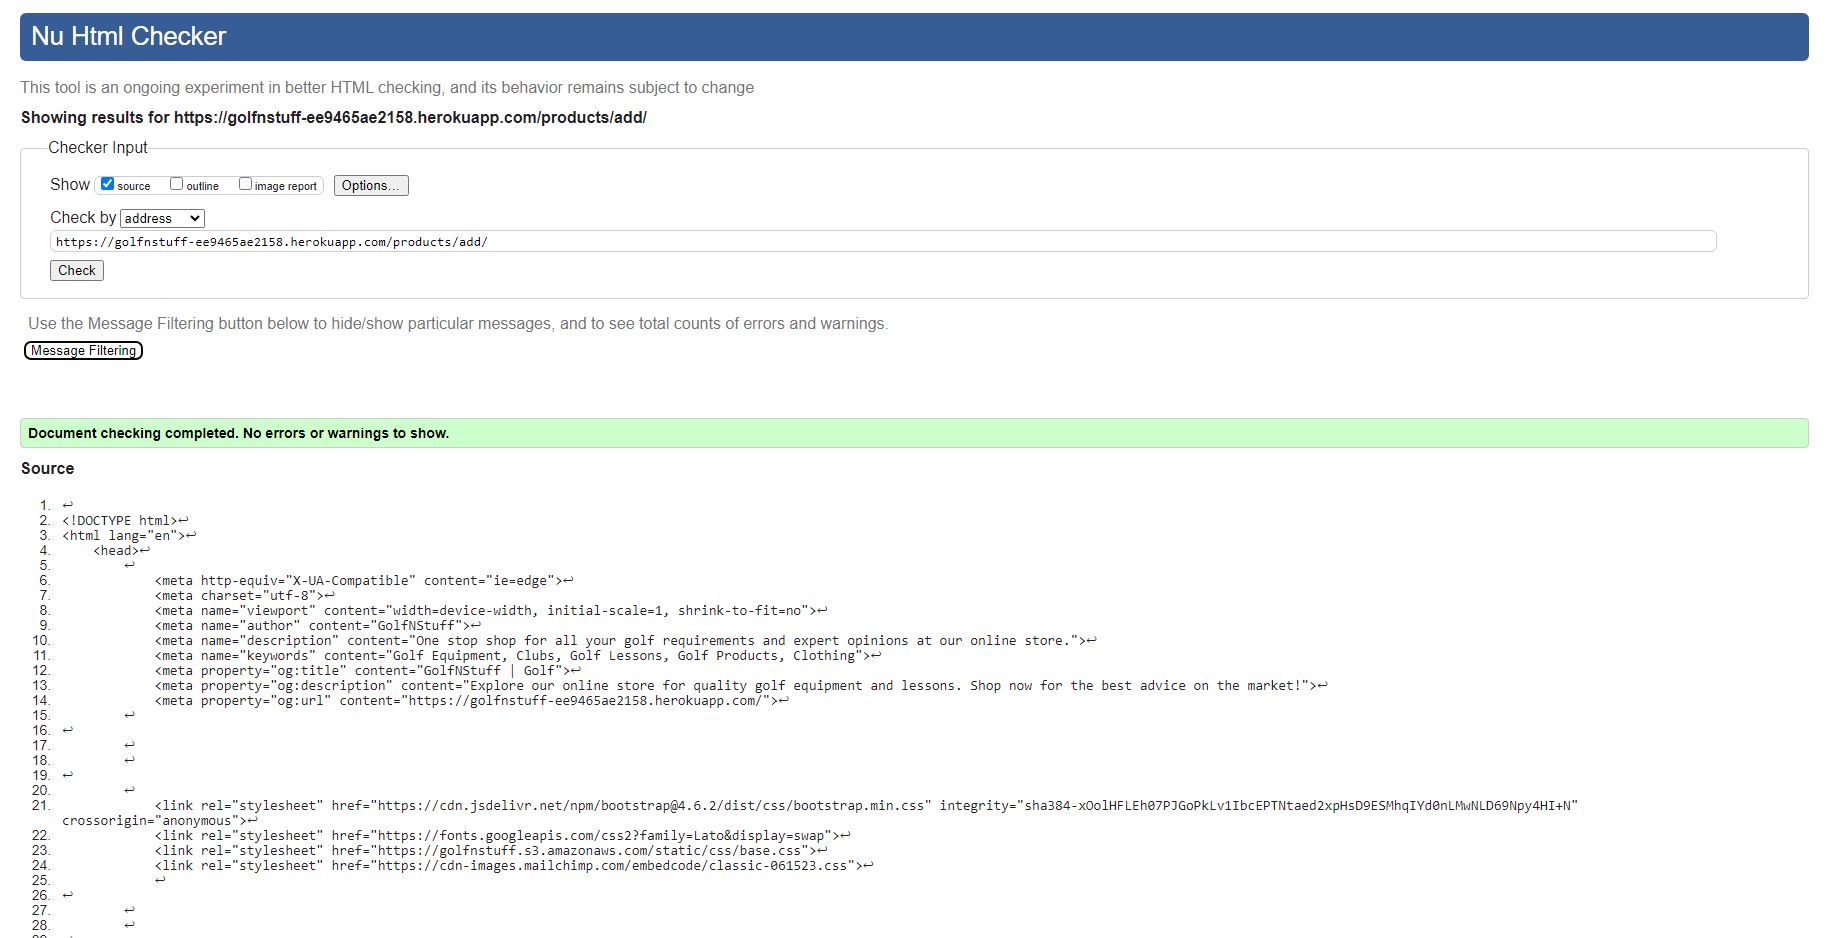 Nu Html Checker
This tool is an ongoing experiment in better HTML checking, and its behavior remains subject to change
Showing results for https://golfnstuff-ee9465ae2158.herokuapp.com/products/add/
Checker Input
Show source outline image report Options...
Check by address
https://golfnstuff-ee9465ae2158.herokuapp.com/products/add/
Check
Use the Message Filtering button below to hide/show particular messages, and to see total counts of errors and warnings.
Message Filtering
Document checking completed. No errors or warnings to show.
Source
1. ↩
2. <!DOCTYPE html>↩
3. <html lang="en">↩
4. <head>↩
5. ↩
6. <meta http-equiv="X-UA-Compatible" content="ie=edge">↩
7. <meta charset="utf-8">↩
8. <meta name="viewport" content="width=device-width, initial-scale=1, shrink-to-fit=no">↩
9. <meta name="author" content="GolfNStuff">↩
10. <meta name="description" content="One stop shop for all your golf requirements and expert opinions at our online store.">↩
11. <meta name="keywords" content="Golf Equipment, Clubs, Golf Lessons, Golf Products, Clothing">↩
12. <meta property="og:title" content="GolfNStuff | Golf">↩
13. <meta property="og:description" content="Explore our online store for quality golf equipment and lessons. Shop now for the best advice on the market!">↩
14. <meta property="og:url" content="https://golfnstuff-ee9465ae2158.herokuapp.com/">↩
15. ↩
16. ↩
17. ↩
18. ↩
19. ↩
20. ↩
21. <link rel="stylesheet" href="https://cdn.jsdelivr.net/npm/bootstrap@4.6.2/dist/css/bootstrap.min.css" integrity="sha384-xOolHFLEh07PJGoPkLv1IbcEPTNtaed2xpHsD9ESMhqIYd0nLMwNLD69Npy4HI+N"
crossorigin="anonymous">↩
22. <link rel="stylesheet" href="https://fonts.googleapis.com/css2?family=Lato&display=swap">↩
23. <link rel="stylesheet" href="https://golfnstuff.s3.amazonaws.com/static/css/base.css">↩
24. <link rel="stylesheet" href="https://cdn-images.mailchimp.com/embedcode/classic-061523.css">↩
25. ↩
26. ↩
27. ↩
28. ↩